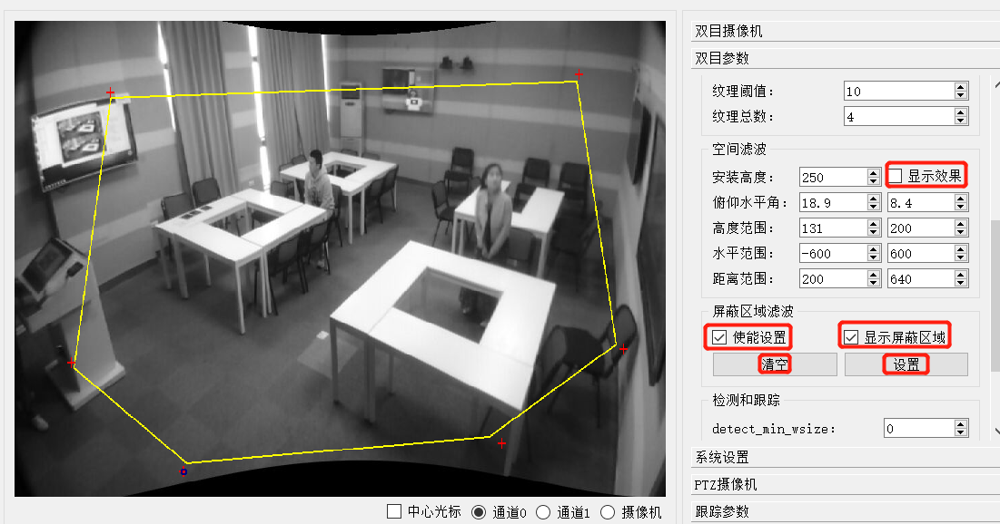 双目摄像机
双目参数
纹理阈值： 10
纹理总数： 4
空间滤波
安装高度： 250 显示效果
俯仰水平角： 18.9 8.4
高度范围： 131 200
水平范围： -600 600
距离范围： 200 640
屏蔽区域滤波
使能设置 显示屏蔽区域
清空 设置
检测和跟踪
detect_min_wsize: 0
系统设置
PTZ摄像机
跟踪参数
中心光标 通道0 通道1 摄像机